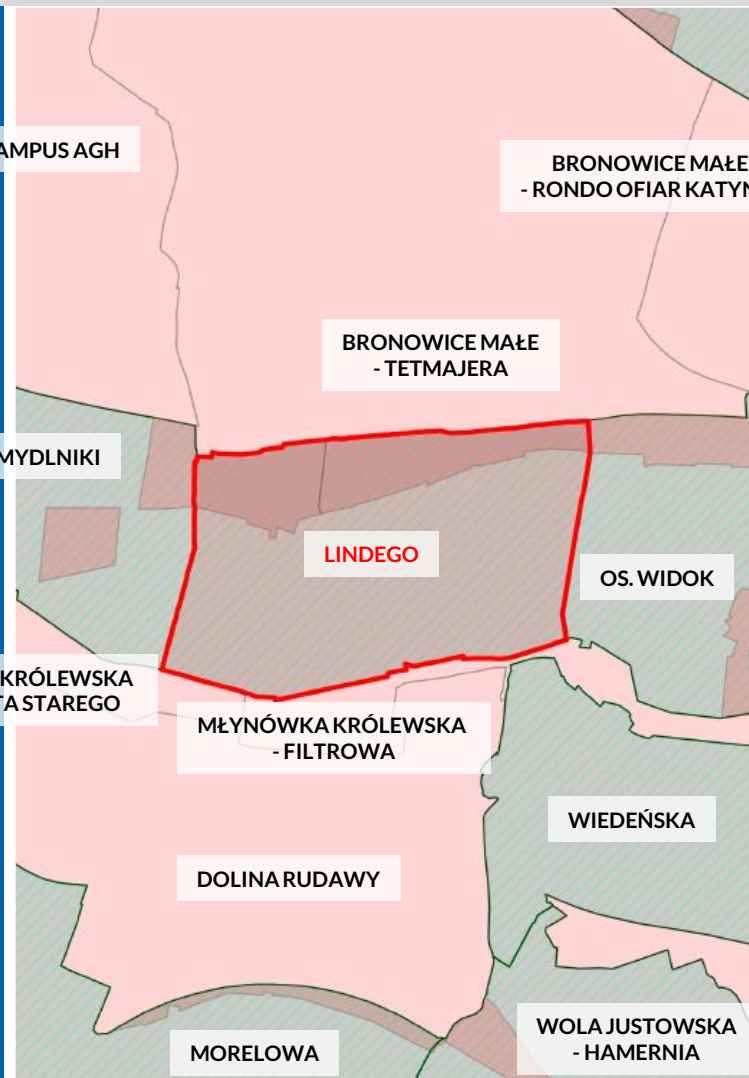 AMPUS AGH
BRONOWICE MAŁE
- RONDO OFIAR KATYN
BRONOWICE MAŁE
- TETMAJERA
MYDLNIKI
LINDEGO
OS. WIDOK
KRÓLEWSKA
TA STAREGO
MŁYNÓWKA KRÓLEWSKA
- FILTROWA
WIEDEŃSKA
DOLINA RUDAWY
WOLA JUSTOWSKA
- HAMERNIA
MORELOWA